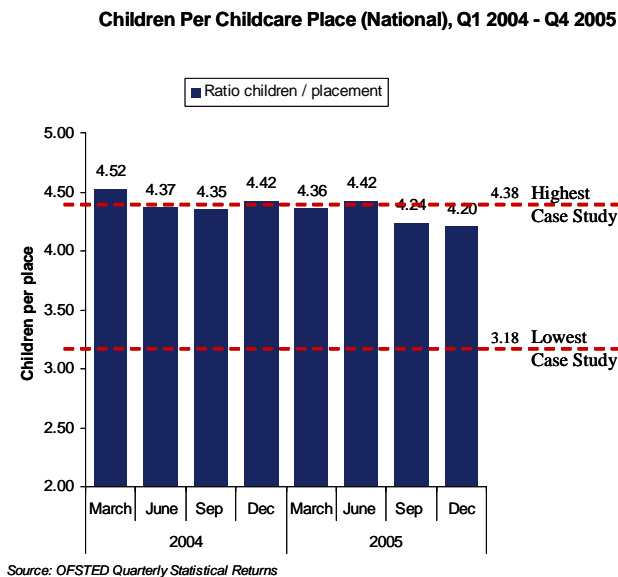 Children Per Childcare Place (National), Q1 2004 - Q4 2005
Ratio children / placement
5.00
4.50
4.00
3.50
3.00
2.50
2.00
Children per place
4.52
4.37
4.35
4.42
4.36
4.42
4.24
4.20
4.38 Highest
Case Study
3.18 Lowest
Case Study
March June Sep Dec March June Sep Dec
2004 2005
Source: OFSTED Quarterly Statistical Returns